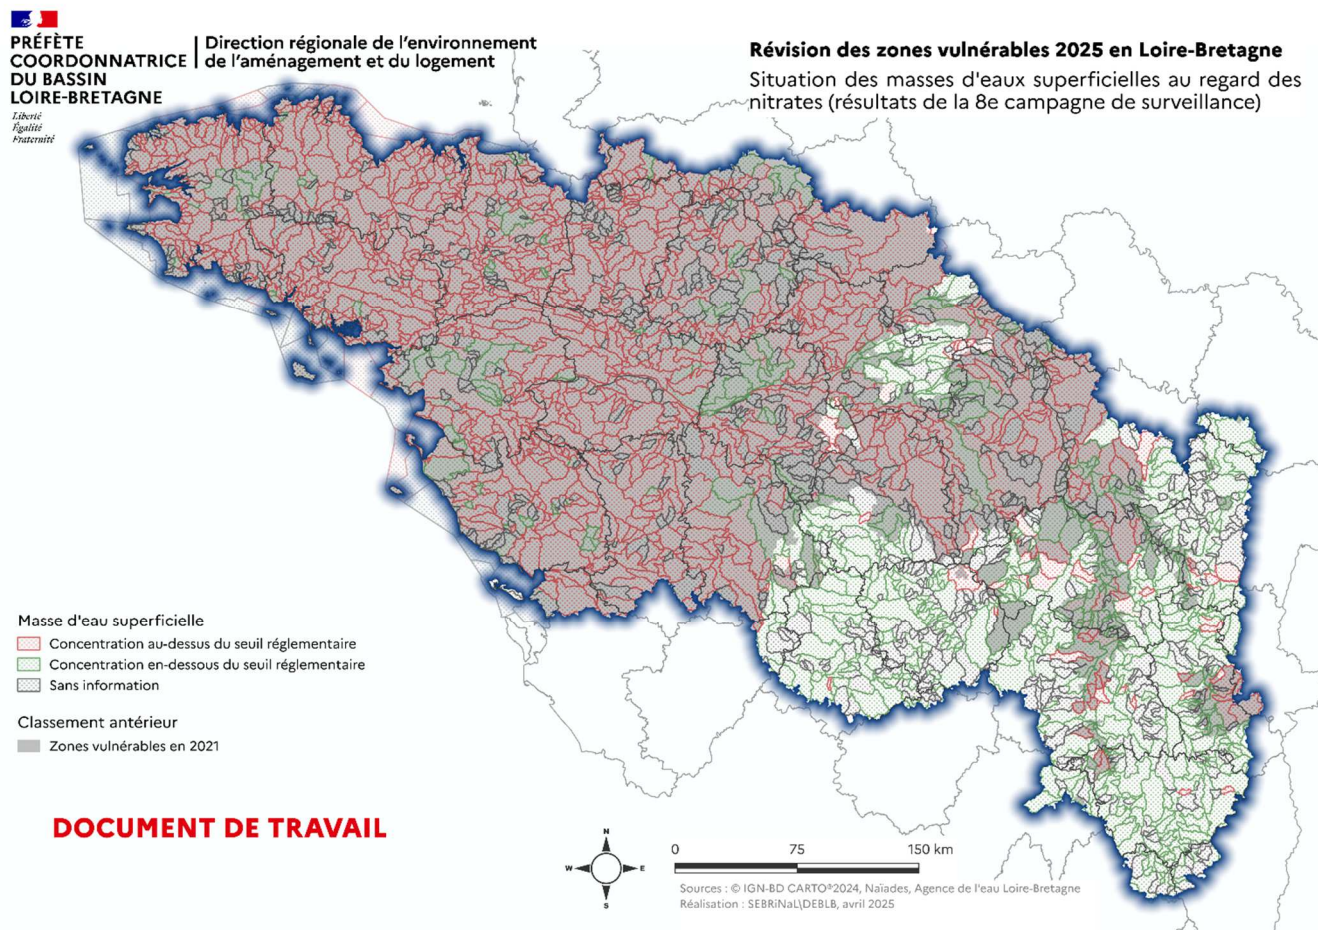 PRÉFÈTE
COORDONNATRICE
DU BASSIN
LOIRE-BRETAGNE
Liberté
Égalité
Fraternité
Direction régionale de l'environnement
de l'aménagement et du logement
Révision des zones vulnérables 2025 en Loire-Bretagne
Situation des masses d'eaux superficielles au regard des
nitrates (résultats de la 8e campagne de surveillance)
Masse d'eau superficielle
Concentration au-dessus du seuil réglementaire
Concentration en-dessous du seuil réglementaire
Sans information
Classement antérieur
Zones vulnérables en 2021
DOCUMENT DE TRAVAIL
N
W E
S
0 75 150 km
Sources : © IGN-BD CARTO®2024, Naïades, Agence de l'eau Loire-Bretagne
Réalisation : SEBRiNaL\DEBLB, avril 2025